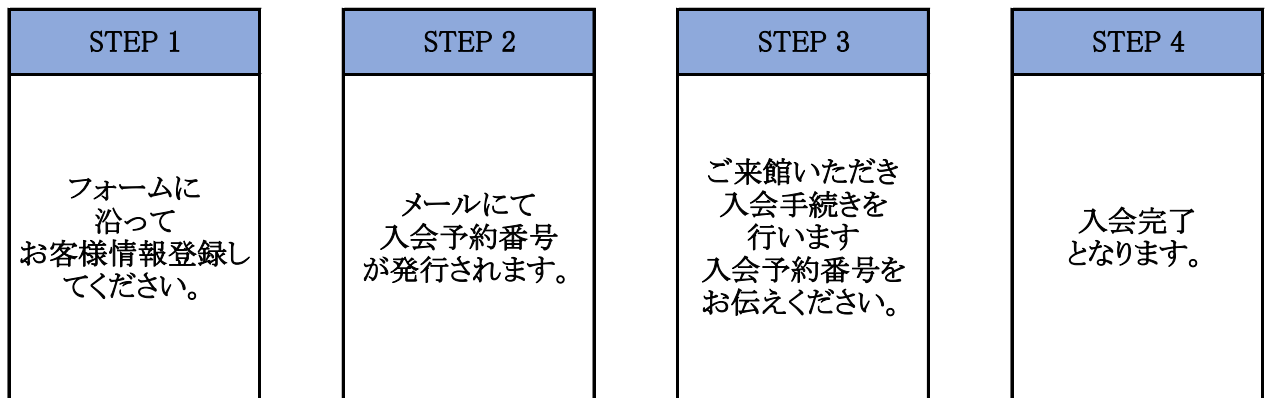 STEP 1
フォームに
沿って
お客様情報登録し
てください。
STEP 2
メールにて
入会予約番号
が発行されます。
STEP 3
ご来館いただき
入会手続きを
行います
入会予約番号を
お伝えください。
STEP 4
入会完了
となります。